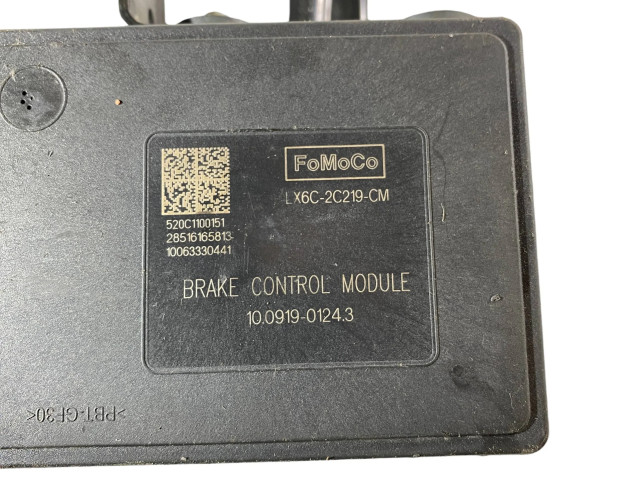 FoMoCo
LX6C-2C219-CM
520C1100151
28516165813-
10063330441
BRAKE CONTROL MODULE
10.0919-0124.3
>PBT-GF30<